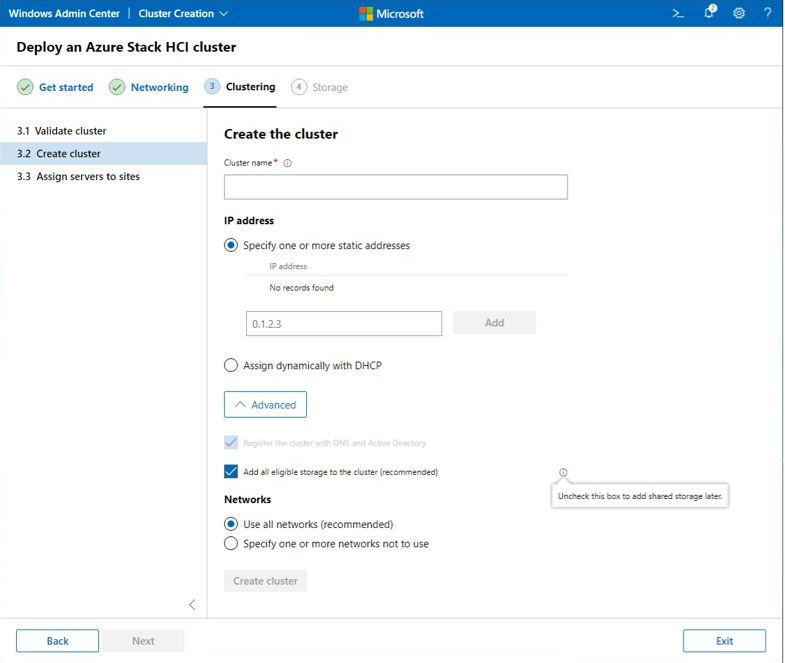 Windows Admin Center | Cluster Creation
Microsoft
2
?
Deploy an Azure Stack HCI cluster
Get started
Networking
3 Clustering
4 Storage
3.1 Validate cluster
3.2 Create cluster
3.3 Assign servers to sites
Create the cluster
Cluster name*
IP address
Specify one or more static addresses
IP address
No records found
0.1.2.3
Add
Assign dynamically with DHCP
Advanced
Register the cluster with DNS and Active Directory
Add all eligible storage to the cluster (recommended)
Uncheck this box to add shared storage later.
Networks
Use all networks (recommended)
Specify one or more networks not to use
Create cluster
Back
Next
Exit